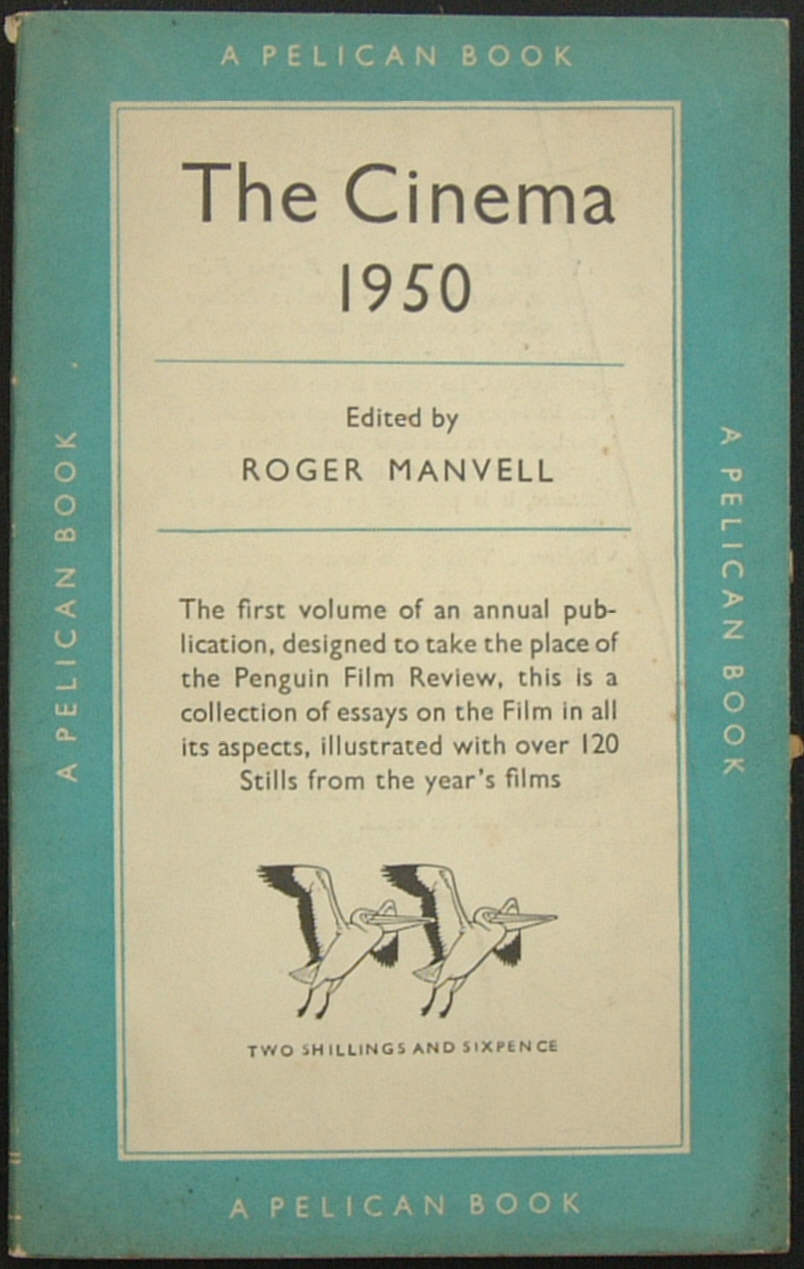 A PELICAN BOOK
The Cinema
1950
Edited by
ROGER MANVELL
The first volume of an annual pub-
lication, designed to take the place of
the Penguin Film Review, this is a
collection of essays on the Film in all
its aspects, illustrated with over 120
Stills from the year's films
TWO SHILLINGS AND SIXPENCE
A PELICAN BOOK
A PELICAN BOOK
A PELICAN BOOK